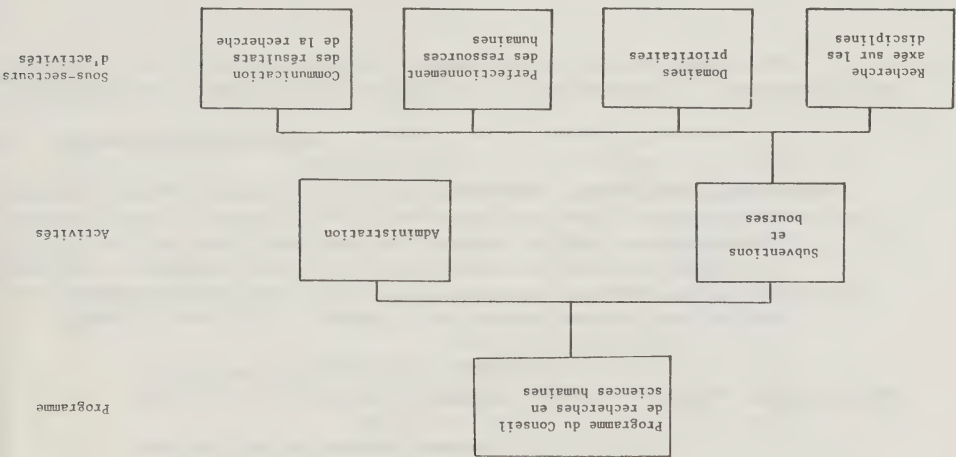 Programme du Conseil
de recherches en
sciences humaines
Programme
Subventions
et
bourses
Administration
Activités
Recherche
axée sur les
disciplines
Domaines
prioritaires
Perfectionnement
des ressources
humaines
Communication
des résultats
de la recherche
Sous-secteurs
d'activités